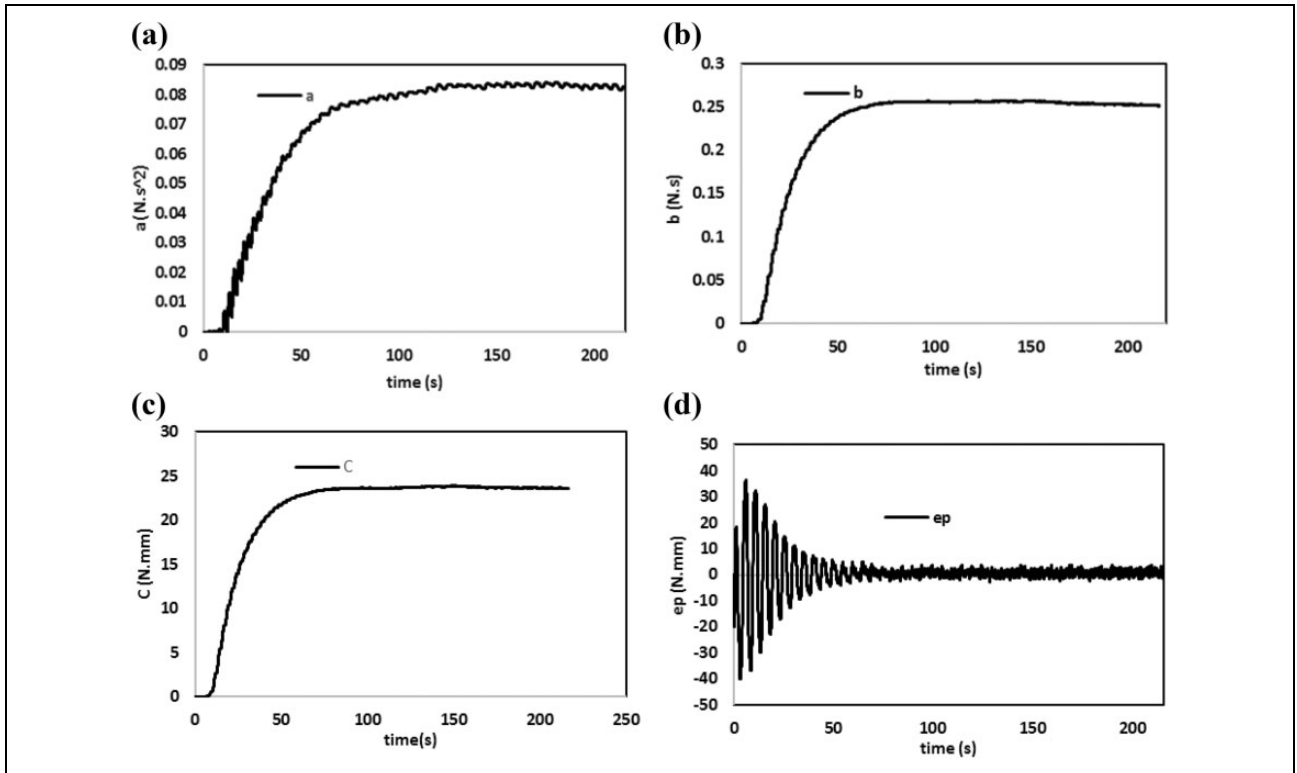 (a)
0.09
0.08
0.07
0.06
0.05
0.04
0.03
0.02
0.01
0
a( N.s^2)
a
0 50 100 150 200
time (s)
(b)
0.3
0.25
0.2
0.15
0.1
0.05
0
b (N.s)
b
0 50 100 150 200
time (s)
(c)
30
25
20
15
10
5
0
C (N.mm)
C
0 50 100 150 200 250
time(s)
(d)
50
40
30
20
10
0
-10
-20
-30
-40
-50
ep (N.mm)
ep
0 50 100 150 200
time (s)